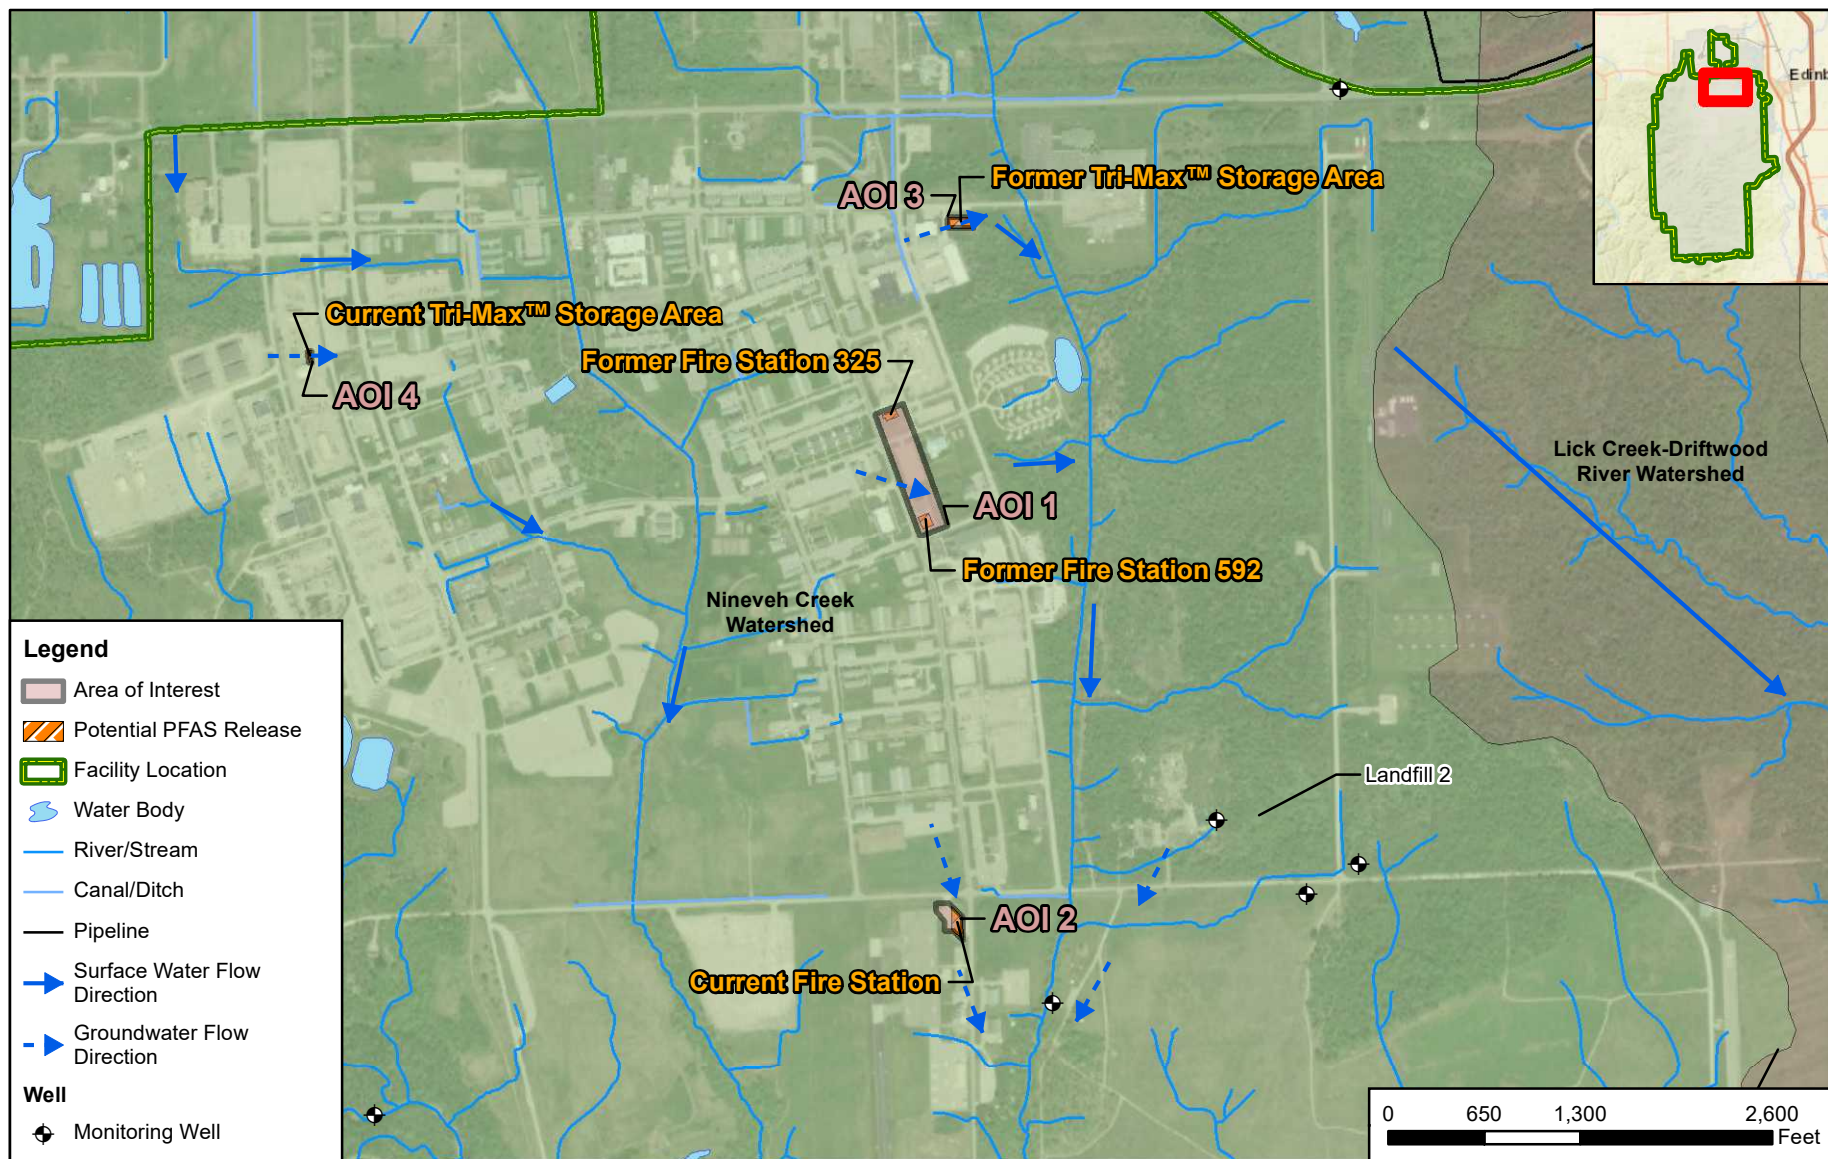 Edinb
Former Tri-Max™ Storage Area
AOI 3
Current Tri-Max™ Storage Area
AOI 4
Former Fire Station 325
Lick Creek-Driftwood
River Watershed
AOI 1
Former Fire Station 592
Nineveh Creek
Watershed
Landfill 2
AOI 2
Current Fire Station
Legend
Area of Interest
Potential PFAS Release
Facility Location
Water Body
River/Stream
Canal/Ditch
Pipeline
Surface Water Flow
Direction
Groundwater Flow
Direction
Well
Monitoring Well
0 650 1,300 2,600
Feet